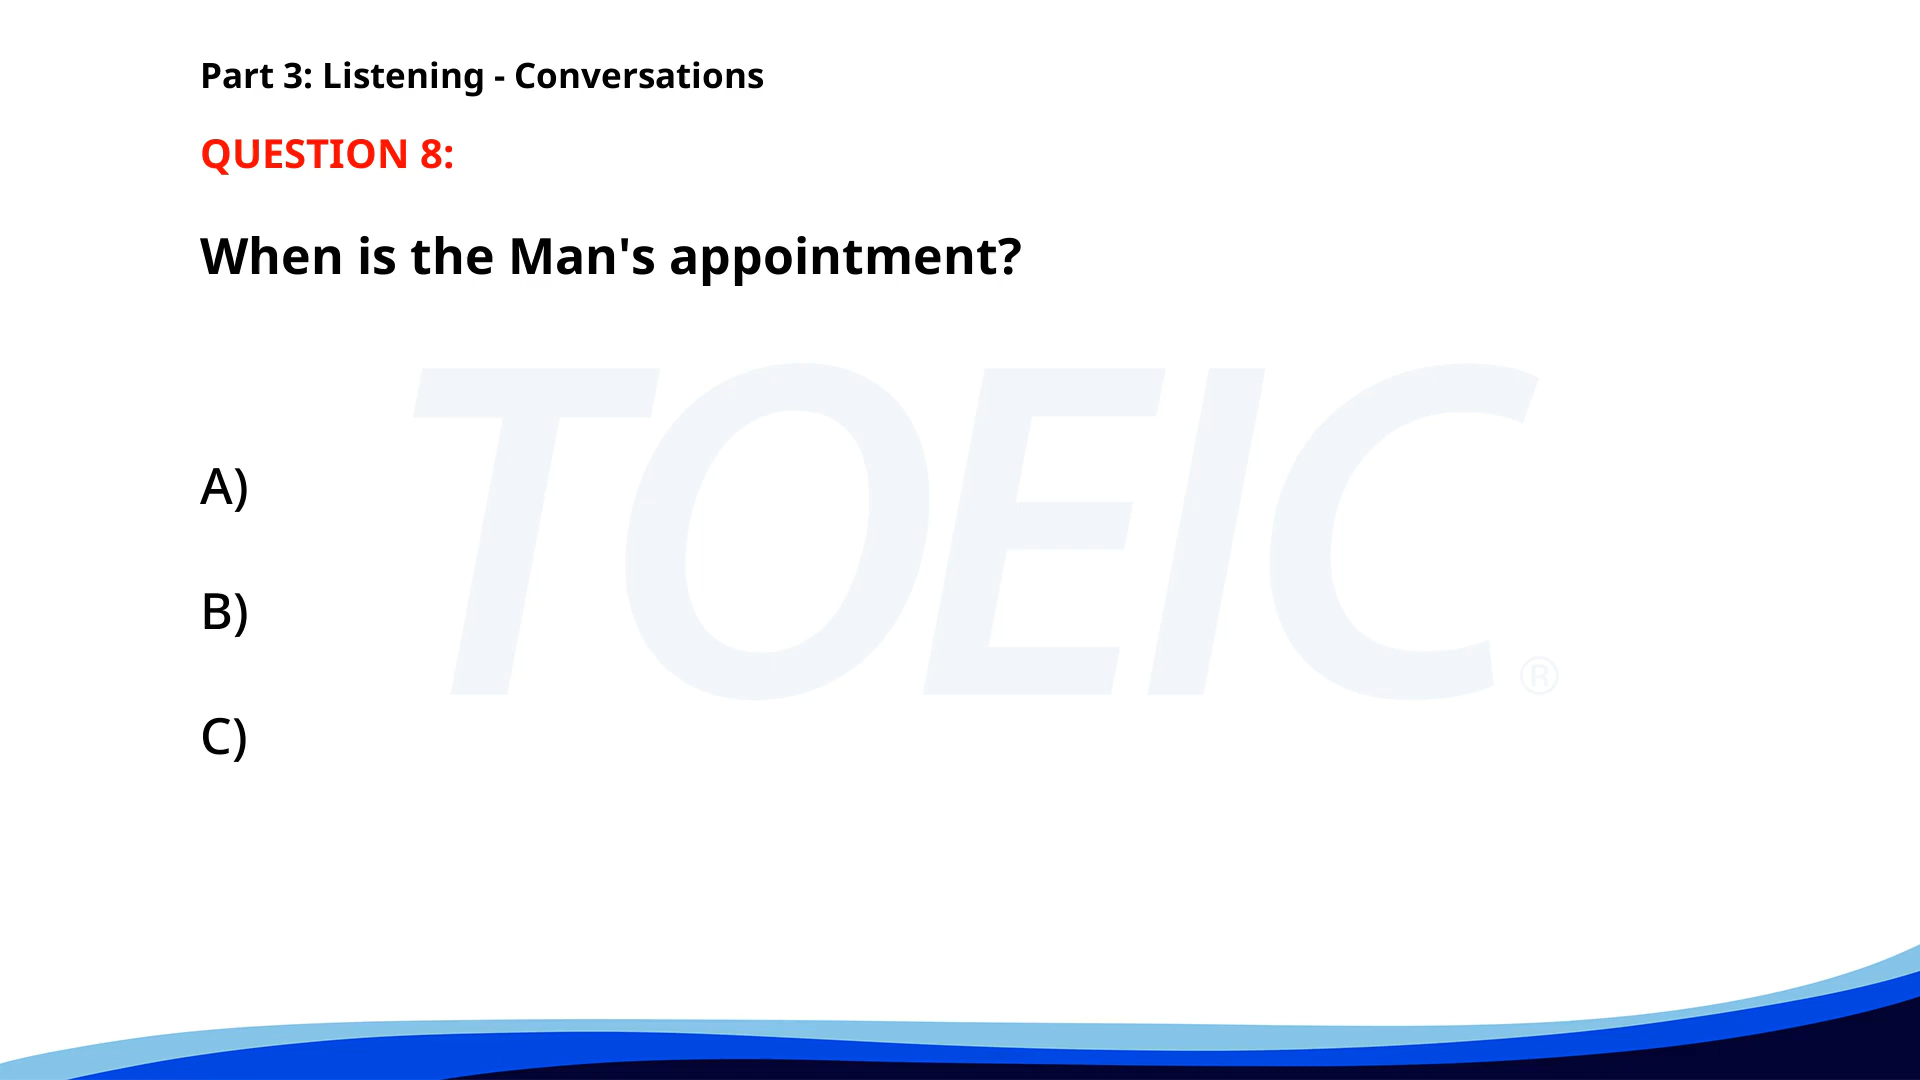 Part 3: Listening - Conversations
QUESTION 8:
When is the Man's appointment?
TOEIC®
A)
B)
C)